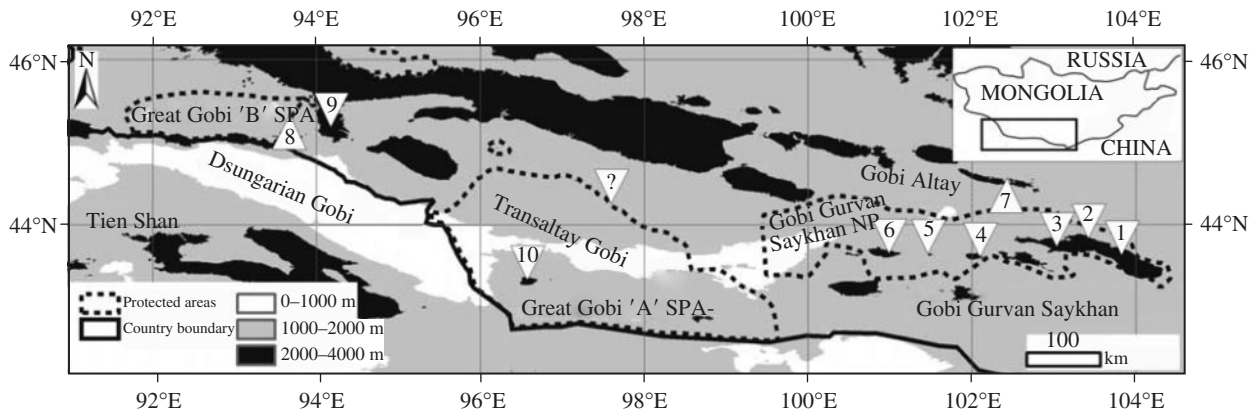 92°E 94°E 96°E 98°E 100°E 102°E 104°E
46°N 46°N
N
RUSSIA
MONGOLIA
CHINA
Great Gobi 'B' SPA
9
8
Dsungarian Gobi
Gobi Altay
?
7
Transaltay Gobi
Gobi Gurvan
Saykhan NP
44°N 44°N
Tien Shan
6 5 4 3 2 1
10
Protected areas
Country boundary
0–1000 m
1000–2000 m
2000–4000 m
Great Gobi 'A' SPA-
Gobi Gurvan Saykhan
100
km
92°E 94°E 96°E 98°E 100°E 102°E 104°E